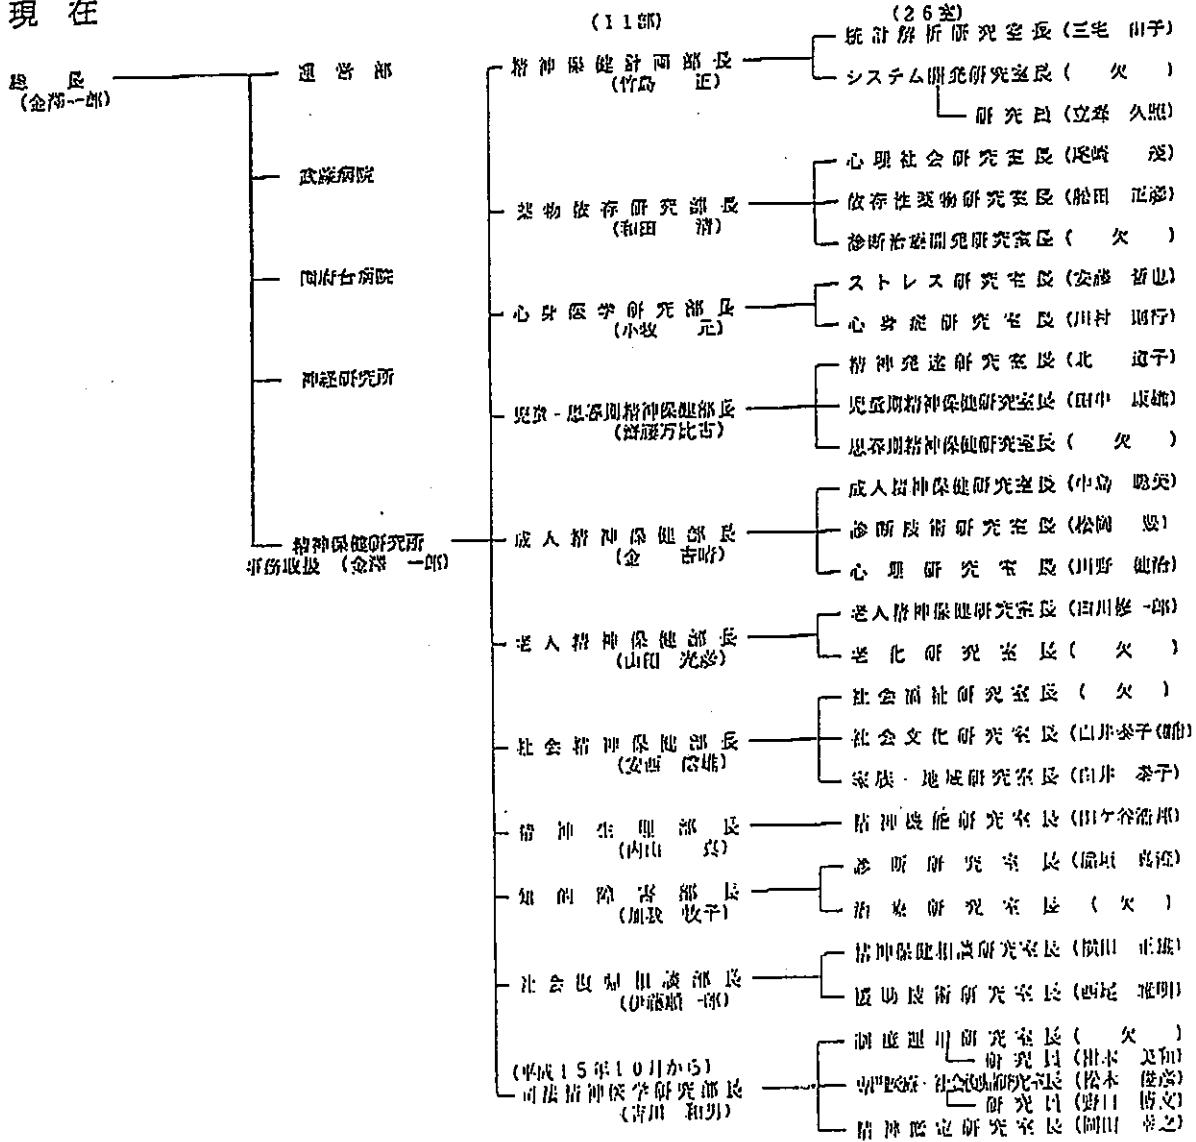 現在
(11部)
(26室)
総長
(金澤一郎)
運営部
武蔵病院
国府台病院
神経研究所
精神保健研究所
事務取扱 (金澤 一郎)
精神保健計画部長
(竹島 正)
統計解析研究室長 (三宅 由子)
システム開発研究室長 ( 欠 )
研究員 (立森 久照)
薬物依存研究部長
(和田 清)
心理社会研究室長 (尾崎 茂)
依存性薬物研究室長 (舩田 正彦)
診断治療開発研究室長 ( 欠 )
心身医学研究部長
(小牧 元)
ストレス研究室長 (安藤 哲也)
心身症研究室長 (川村 則行)
児童・思春期精神保健部長
(齊藤万比古)
精神発達研究室長 (北 道子)
児童期精神保健研究室長 (田中 康雄)
思春期精神保健研究室長 ( 欠 )
成人精神保健部長
(金 吉晴)
成人精神保健研究室長 (中島 聡美)
診断技術研究室長 (松岡 豊)
心理研究室長 (川野 健治)
老人精神保健部長
(山田 光彦)
老人精神保健研究室長 (白川修一郎)
老化研究室長 ( 欠 )
社会精神保健部長
(安西 信雄)
社会福祉研究室長 ( 欠 )
社会文化研究室長 (白井泰子(併))
家族・地域研究室長 (白井 泰子)
精神生理部長
(内山 真)
精神機能研究室長 (田ケ谷浩邦)
知的障害部長
(加我 牧子)
診断研究室長 (稲垣 真澄)
治療研究室長 ( 欠 )
社会復帰相談部長
(伊藤順一郎)
精神保健相談研究室長 (横田 正雄)
援助技術研究室長 (西尾 雅明)
(平成15年10月から)
司法精神医学研究部長
(吉川 和男)
制度運用研究室長 ( 欠 )
研究員 ( 美和)
専門医療・社会復帰研究室長 (松本 俊彦)
研究員 (野口 博文)
精神鑑定研究室長 (岡田 幸之)